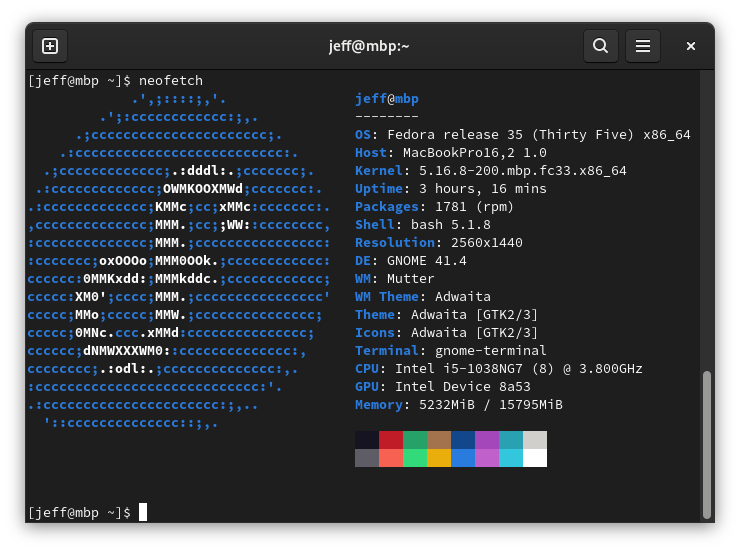 jeff@mbp:~
[jeff@mbp ~]$ neofetch
             .',;::::;,'.                jeff@mbp
         .';:cccccccccccc:;,.            --------
      .;cccccccccccccccccccccc;.         OS: Fedora release 35 (Thirty Five) x86_64
    .:cccccccccccccccccccccccccc:.       Host: MacBookPro16,2 1.0
  .;ccccccccccccc;.:dddl:.;ccccccc;.     Kernel: 5.16.8-200.mbp.fc33.x86_64
 .:ccccccccccccc;OWMKOOXMWd;ccccccc:.    Uptime: 3 hours, 16 mins
.:ccccccccccccc;KMMc;cc;xMMc:ccccccc:.   Packages: 1781 (rpm)
,cccccccccccccc;MMM.;cc;;WW::cccccccc,   Shell: bash 5.1.8
:cccccccccccccc;MMM.;cccccccccccccccc:   Resolution: 2560x1440
:ccccccc;oxOOOo;MMM0OOk.;cccccccccccc:   DE: GNOME 41.4
cccccc:0MMKxdd:;MMMkddc.;cccccccccccc;   WM: Mutter
ccccc:XM0';cccc;MMM.;cccccccccccccccc'   WM Theme: Adwaita
ccccc;MMo;ccccc;MMW.;ccccccccccccccc;    Theme: Adwaita [GTK2/3]
ccccc;0MNc.ccc.xMMd:ccccccccccccccc;     Icons: Adwaita [GTK2/3]
cccccc;dNMWXXXWM0::cccccccccccccc:,      Terminal: gnome-terminal
cccccccc;.:odl:.;cccccccccccccc:,.       CPU: Intel i5-1038NG7 (8) @ 3.800GHz
:cccccccccccccccccccccccccccc:'.         GPU: Intel Device 8a53
.:cccccccccccccccccccccc:;,..            Memory: 5232MiB / 15795MiB
  '::cccccccccccccc::;,.
[jeff@mbp ~]$